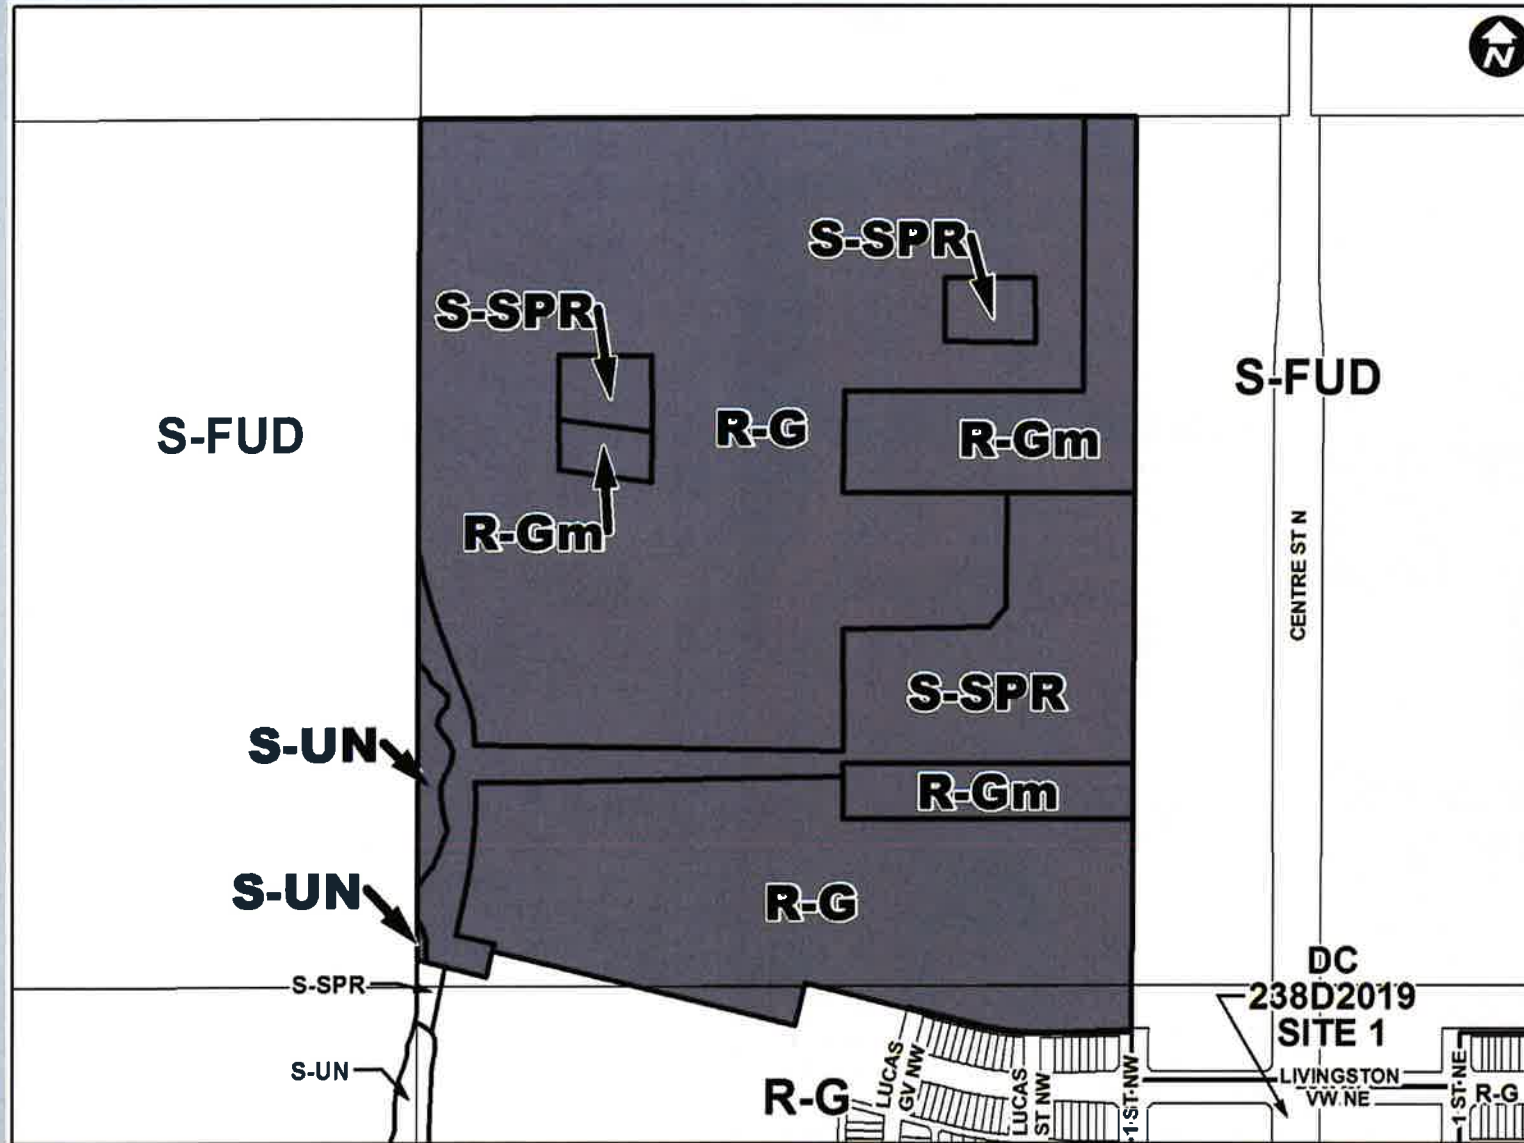 N
S-SPR
S-SPR
S-FUD
R-G
S-FUD
R-Gm
R-Gm
CENTRE ST N
S-SPR
S-UN
R-Gm
S-UN
R-G
S-SPR
DC
238D2019
SITE 1
S-UN
R-G
LUCAS
GV NW
LUCAS
ST NW
1 ST NW
LIVINGSTON
VW NE
1 ST NE
R-G